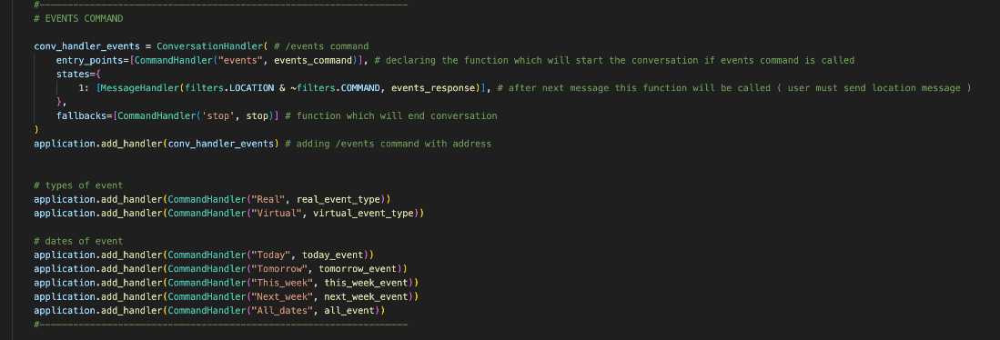 #-----------------------------------------------------------------
# EVENTS COMMAND
conv_handler_events = ConversationHandler( # /events command
    entry_points=[CommandHandler("events", events_command)], # declaring the function which will start the conversation if events command is called
    states={
        1: [MessageHandler(filters.LOCATION & ~filters.COMMAND, events_response)], # after next message this function will be called ( user must send location message )
    },
    fallbacks=[CommandHandler('stop', stop)] # function which will end conversation
)
application.add_handler(conv_handler_events) # adding /events command with address
# types of event
application.add_handler(CommandHandler("Real", real_event_type))
application.add_handler(CommandHandler("Virtual", virtual_event_type))
# dates of event
application.add_handler(CommandHandler("Today", today_event))
application.add_handler(CommandHandler("Tomorrow", tomorrow_event))
application.add_handler(CommandHandler("This_week", this_week_event))
application.add_handler(CommandHandler("Next_week", next_week_event))
application.add_handler(CommandHandler("All_dates", all_event))
#-----------------------------------------------------------------